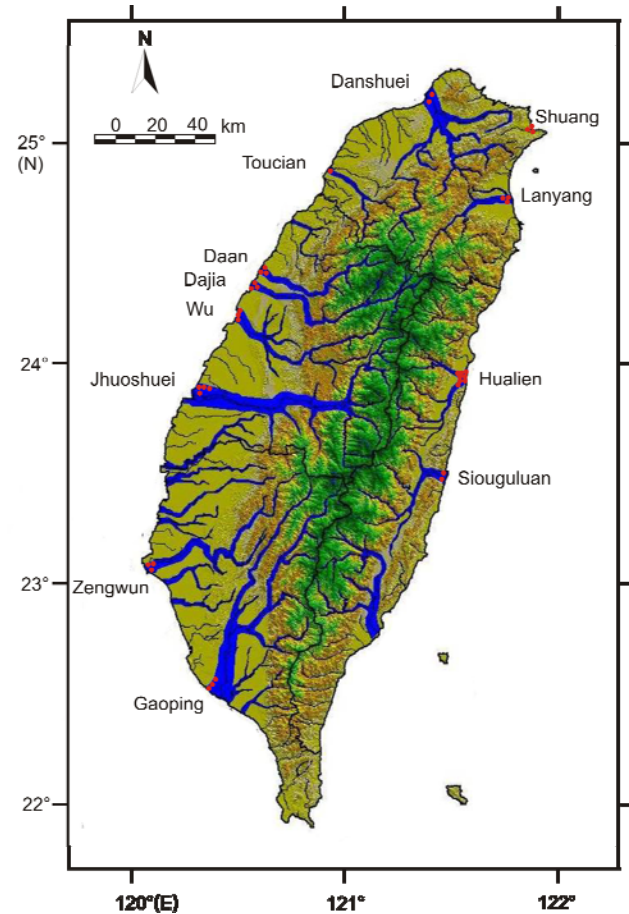 N
0 20 40 km
Danshuei
Shuang
25°
(N)
Toucian
Lanyang
Daan
Dajia
Wu
24°
Jhuoshuei
Hualien
Siouguluan
23°
Zengwun
Gaoping
22°
120°(E) 121° 122°